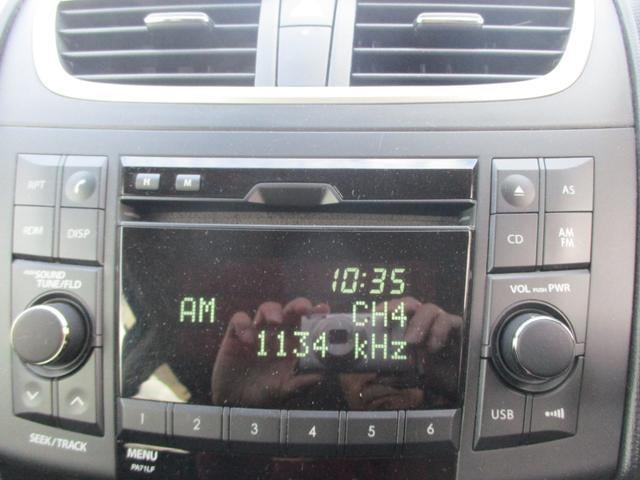 H M
RPT
RDM DISP
PUSH SOUND
TUNE/FLD
SEEK/TRACK
10:35
AM CH4
1134 kHz
1 2 3 4 5 6
MENU
PA71LF
AS
CD AM
FM
VOL PUSH PWR
USB